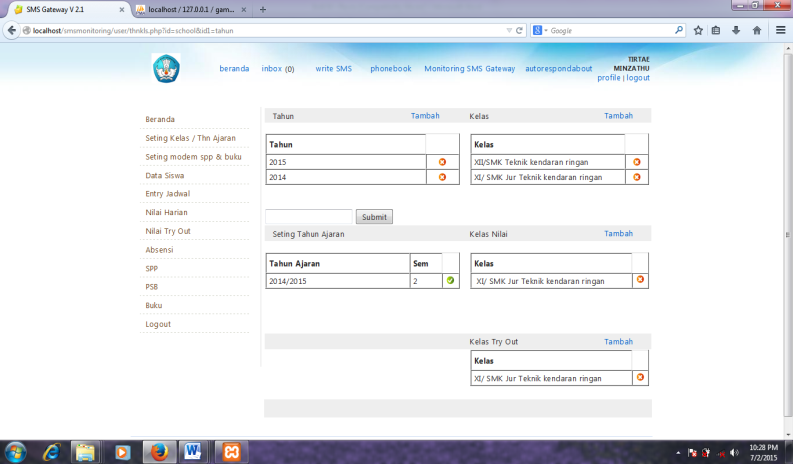 SMS Gateway V 2.1
localhost / 127.0.0.1 / gam...
localhost/smsmonitoring/user/thnkls.php?id=school&id1=tahun
Google
beranda inbox (0) write SMS phonebook Monitoring SMS Gateway autorespondabout
TIRTAE MINZATHU
profile | logout
Beranda
Seting Kelas / Thn Ajaran
Seting modem spp & buku
Data Siswa
Entry Jadwal
Nilai Harian
Nilai Try Out
Absensi
SPP
PSB
Buku
Logout
Tahun Tambah
Tahun
2015
2014
Submit
Kelas Tambah
Kelas
XII/SMK Teknik kendaran ringan
XI/ SMK Jur Teknik kendaran ringan
Seting Tahun Ajaran
Tahun Ajaran Sem
2014/2015 2
Kelas Nilai Tambah
Kelas
XI/ SMK Jur Teknik kendaran ringan
Kelas Try Out Tambah
Kelas
XI/ SMK Jur Teknik kendaran ringan
10:28 PM
7/2/2015